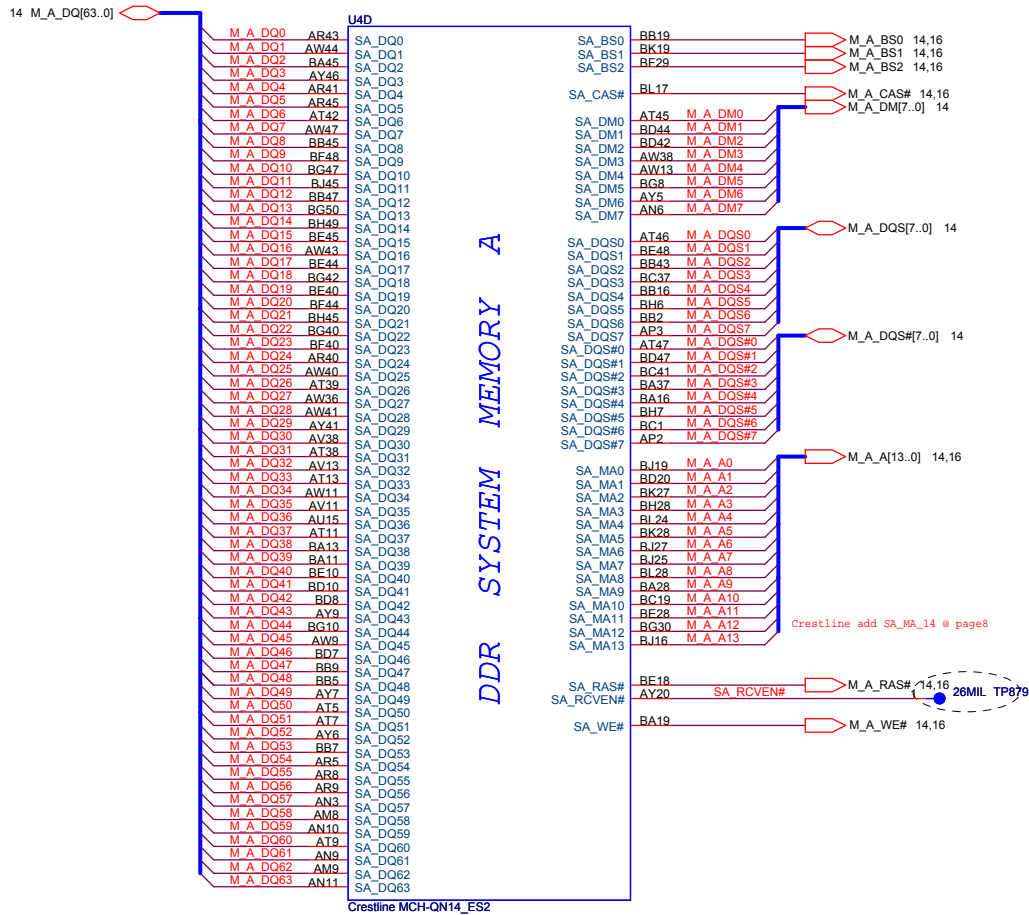 14 M_A_DQ[63..0]
U4D
M_A_DQ0 AR43 SA_DQ0 SA_BS0 BB19 M_A_BS0 14,16
M_A_DQ1 AW44 SA_DQ1 SA_BS1 BK19 M_A_BS1 14,16
M_A_DQ2 BA45 SA_DQ2 SA_BS2 BF29 M_A_BS2 14,16
M_A_DQ3 AY46 SA_DQ3
M_A_DQ4 AR41 SA_DQ4 SA_CAS# BL17 M_A_CAS# 14,16
M_A_DQ5 AR45 SA_DQ5 M_A_DM[7..0] 14
M_A_DQ6 AT42 SA_DQ6 SA_DM0 AT45 M_A_DM0
M_A_DQ7 AW47 SA_DQ7 SA_DM1 BD44 M_A_DM1
M_A_DQ8 BB45 SA_DQ8 SA_DM2 BD42 M_A_DM2
M_A_DQ9 BF48 SA_DQ9 SA_DM3 AW38 M_A_DM3
M_A_DQ10 BG47 SA_DQ10 SA_DM4 AW13 M_A_DM4
M_A_DQ11 BJ45 SA_DQ11 SA_DM5 BG8 M_A_DM5
M_A_DQ12 BB47 SA_DQ12 SA_DM6 AY5 M_A_DM6
M_A_DQ13 BG50 SA_DQ13 SA_DM7 AN6 M_A_DM7
M_A_DQ14 BH49 SA_DQ14 M_A_DQS[7..0] 14
M_A_DQ15 BE45 SA_DQ15 SA_DQS0 AT46 M_A_DQS0
M_A_DQ16 AW43 SA_DQ16 SA_DQS1 BE48 M_A_DQS1
M_A_DQ17 BE44 SA_DQ17 SA_DQS2 BB43 M_A_DQS2
M_A_DQ18 BG42 SA_DQ18 SA_DQS3 BC37 M_A_DQS3
M_A_DQ19 BE40 SA_DQ19 SA_DQS4 BB16 M_A_DQS4
M_A_DQ20 BF44 SA_DQ20 SA_DQS5 BH6 M_A_DQS5
M_A_DQ21 BH45 SA_DQ21 SA_DQS6 BB2 M_A_DQS6
M_A_DQ22 BG40 SA_DQ22 SA_DQS7 AP3 M_A_DQS7
M_A_DQ23 BF40 SA_DQ23 SA_DQS#0 AT47 M_A_DQS#0 M_A_DQS#[7..0] 14
M_A_DQ24 AR40 SA_DQ24 SA_DQS#1 BD47 M_A_DQS#1
M_A_DQ25 AW40 SA_DQ25 SA_DQS#2 BC41 M_A_DQS#2
M_A_DQ26 AT39 SA_DQ26 SA_DQS#3 BA37 M_A_DQS#3
M_A_DQ27 AW36 SA_DQ27 SA_DQS#4 BA16 M_A_DQS#4
M_A_DQ28 AW41 SA_DQ28 SA_DQS#5 BH7 M_A_DQS#5
M_A_DQ29 AY41 SA_DQ29 SA_DQS#6 BC1 M_A_DQS#6
M_A_DQ30 AV38 SA_DQ30 SA_DQS#7 AP2 M_A_DQS#7
M_A_DQ31 AT38 SA_DQ31 M_A_A[13..0] 14,16
M_A_DQ32 AV13 SA_DQ32 SA_MA0 BJ19 M_A_A0
M_A_DQ33 AT13 SA_DQ33 SA_MA1 BD20 M_A_A1
M_A_DQ34 AW11 SA_DQ34 SA_MA2 BK27 M_A_A2
M_A_DQ35 AV11 SA_DQ35 SA_MA3 BH28 M_A_A3
M_A_DQ36 AU15 SA_DQ36 SA_MA4 BL24 M_A_A4
M_A_DQ37 AT11 SA_DQ37 SA_MA5 BK28 M_A_A5
M_A_DQ38 BA13 SA_DQ38 SA_MA6 BJ27 M_A_A6
M_A_DQ39 BA11 SA_DQ39 SA_MA7 BJ25 M_A_A7
M_A_DQ40 BE10 SA_DQ40 SA_MA8 BL28 M_A_A8
M_A_DQ41 BD10 SA_DQ41 SA_MA9 BA28 M_A_A9
M_A_DQ42 BD8 SA_DQ42 SA_MA10 BC19 M_A_A10
M_A_DQ43 AY9 SA_DQ43 SA_MA11 BE28 M_A_A11
M_A_DQ44 BG10 SA_DQ44 SA_MA12 BG30 M_A_A12 Crestline add SA_MA_14 @ page8
M_A_DQ45 AW9 SA_DQ45 SA_MA13 BJ16 M_A_A13
M_A_DQ46 BD7 SA_DQ46
M_A_DQ47 BB9 SA_DQ47
M_A_DQ48 BB5 SA_DQ48 SA_RAS# BE18 M_A_RAS# 14,16
M_A_DQ49 AY7 SA_DQ49 SA_RCVEN# AY20 SA_RCVEN# 1 26MIL TP879
M_A_DQ50 AT5 SA_DQ50
M_A_DQ51 AT7 SA_DQ51 SA_WE# BA19 M_A_WE# 14,16
M_A_DQ52 AY6 SA_DQ52
M_A_DQ53 BB7 SA_DQ53
M_A_DQ54 AR5 SA_DQ54
M_A_DQ55 AR8 SA_DQ55
M_A_DQ56 AR9 SA_DQ56
M_A_DQ57 AN3 SA_DQ57
M_A_DQ58 AM8 SA_DQ58
M_A_DQ59 AN10 SA_DQ59
M_A_DQ60 AT9 SA_DQ60
M_A_DQ61 AN9 SA_DQ61
M_A_DQ62 AM9 SA_DQ62
M_A_DQ63 AN11 SA_DQ63
DDR SYSTEM MEMORY A
Crestline MCH-QN14_ES2